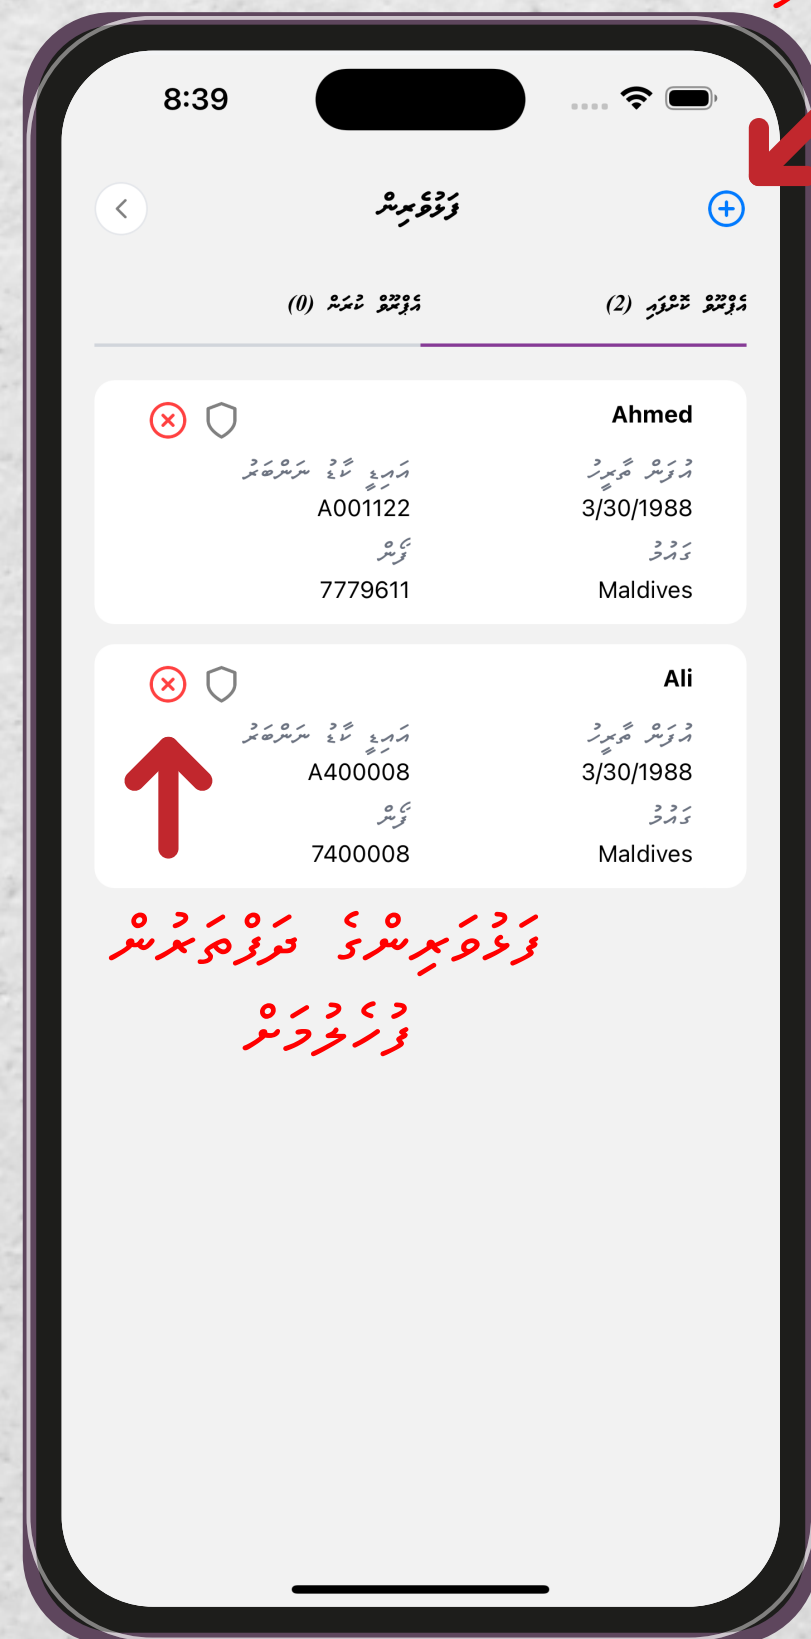 8:39
ފަޅުވެރިން
އެޕްރޫވް ކޮށްފައި (2)
އެޕްރޫވް ކުރަން (0)
Ahmed
އުފަން ތާރީހު
3/30/1988
އައިޑީ ކާޑު ނަންބަރު
A001122
ގައުމު
Maldives
ފޯން
7779611
Ali
އުފަން ތާރީހު
3/30/1988
އައިޑީ ކާޑު ނަންބަރު
A400008
ގައުމު
Maldives
ފޯން
7400008
ފަޅުވަރިންގެ ދަފްތަރުން
ފުހެލުމަށް